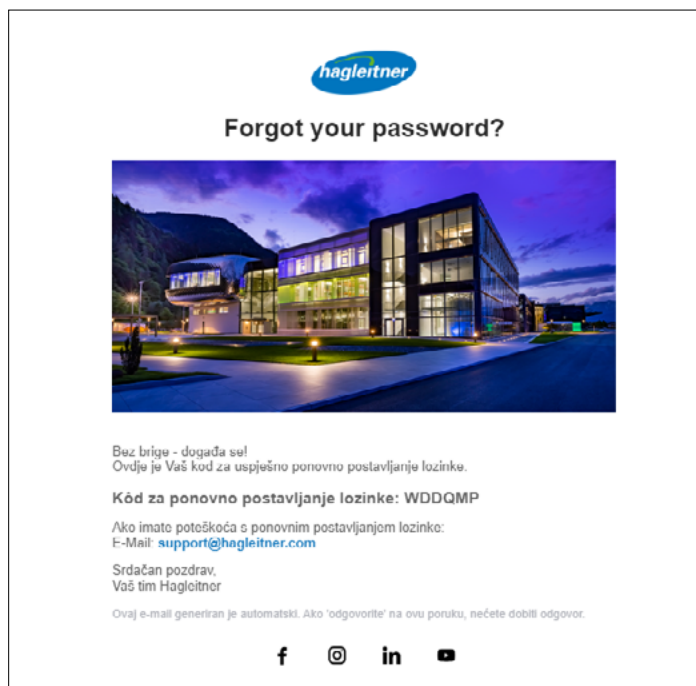 hagleitner
Forgot your password?
Bez brige - događa se!
Ovdje je Vaš kod za uspješno ponovno postavljanje lozinke.
Kôd za ponovno postavljanje lozinke: WDDQMP
Ako imate poteškoća s ponovnim postavljanjem lozinke:
E-Mail: support@hagleitner.com
Srdačan pozdrav,
Vaš tim Hagleitner
Ovaj e-mail generiran je automatski. Ako 'odgovorite' na ovu poruku, nećete dobiti odgovor.